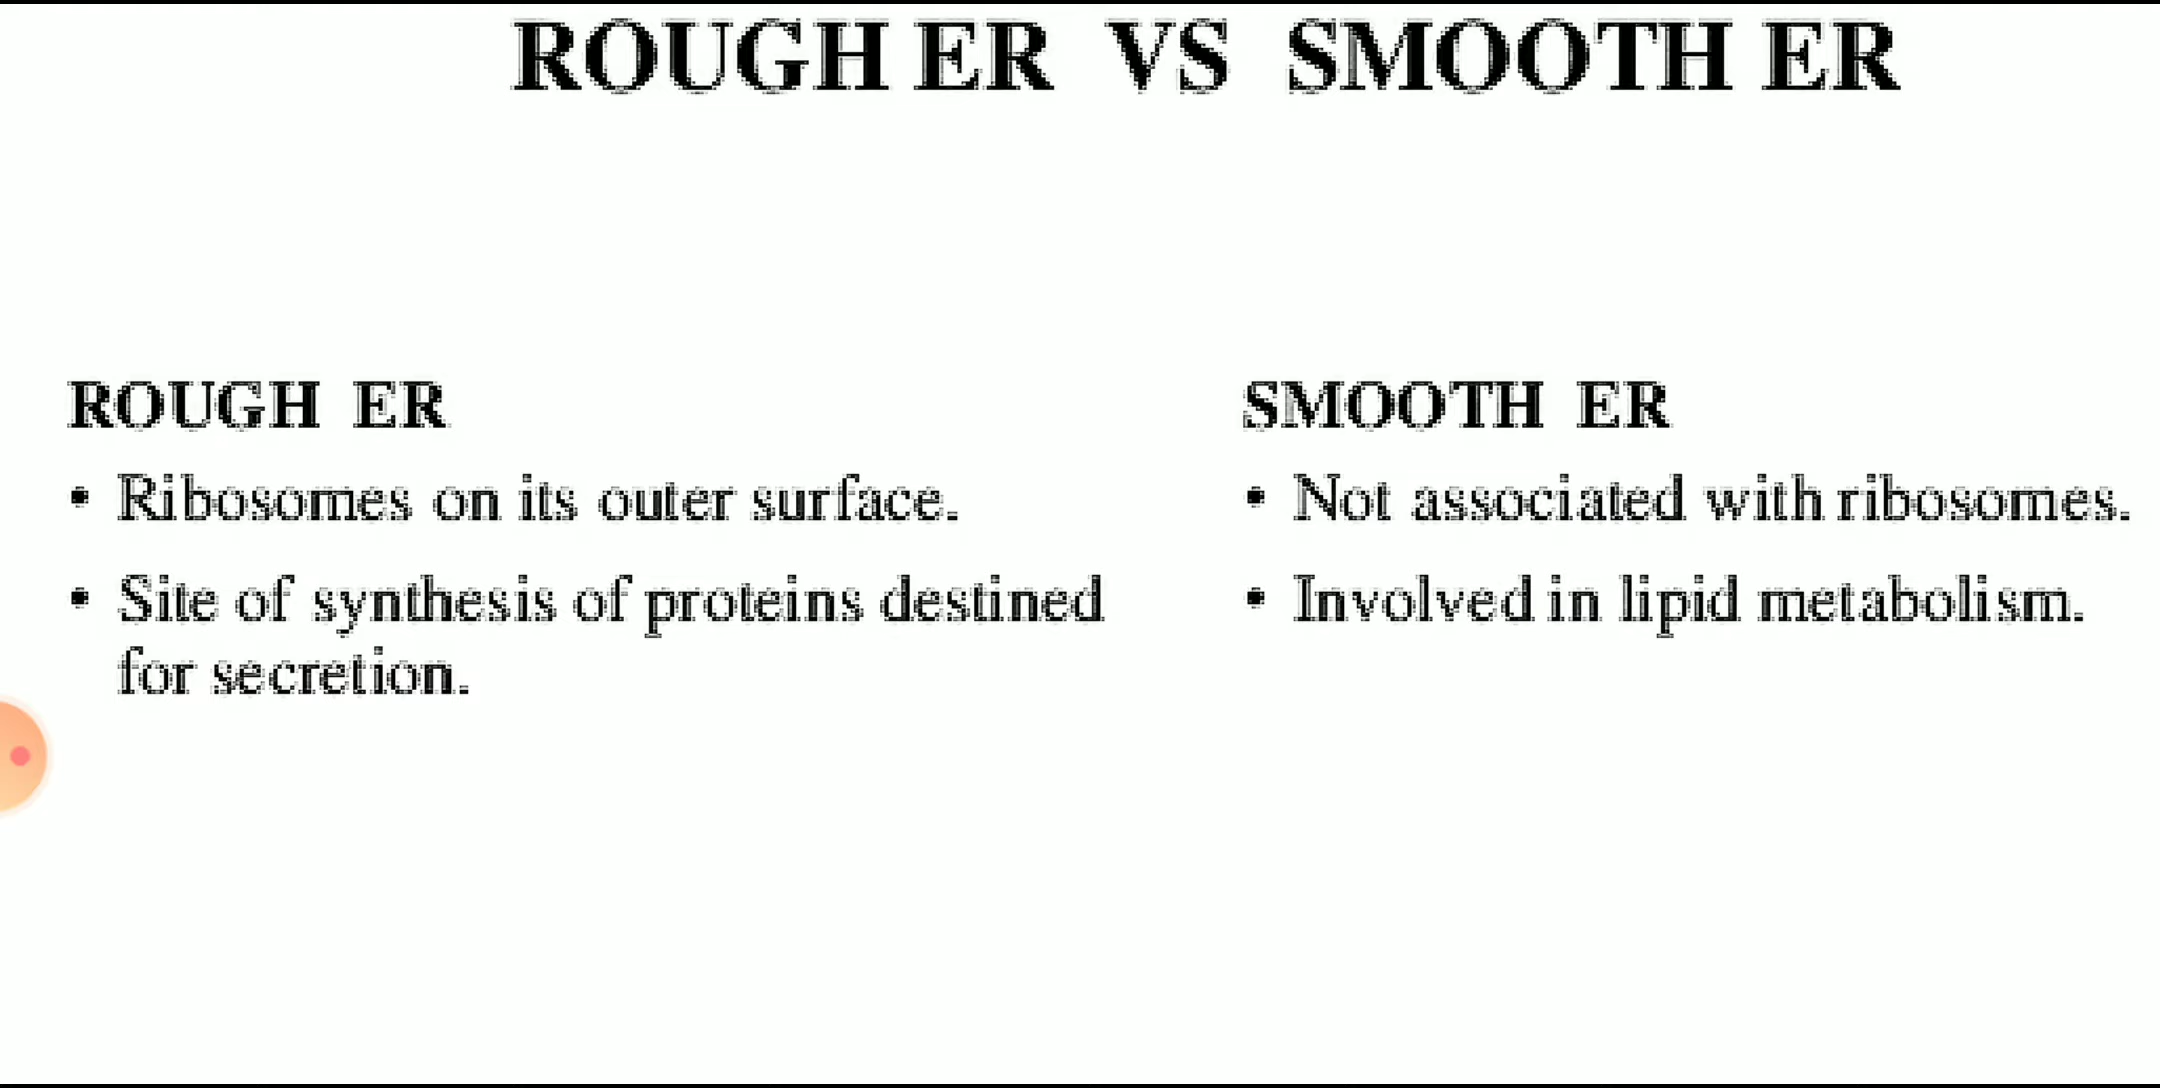 ROUGH ER VS SMOOTH ER
ROUGH ER
• Ribosomes on its outer surface.
• Site of synthesis of proteins destined
for secretion.
SMOOTH ER
• Not associated with ribosomes.
• Involved in lipid metabolism.